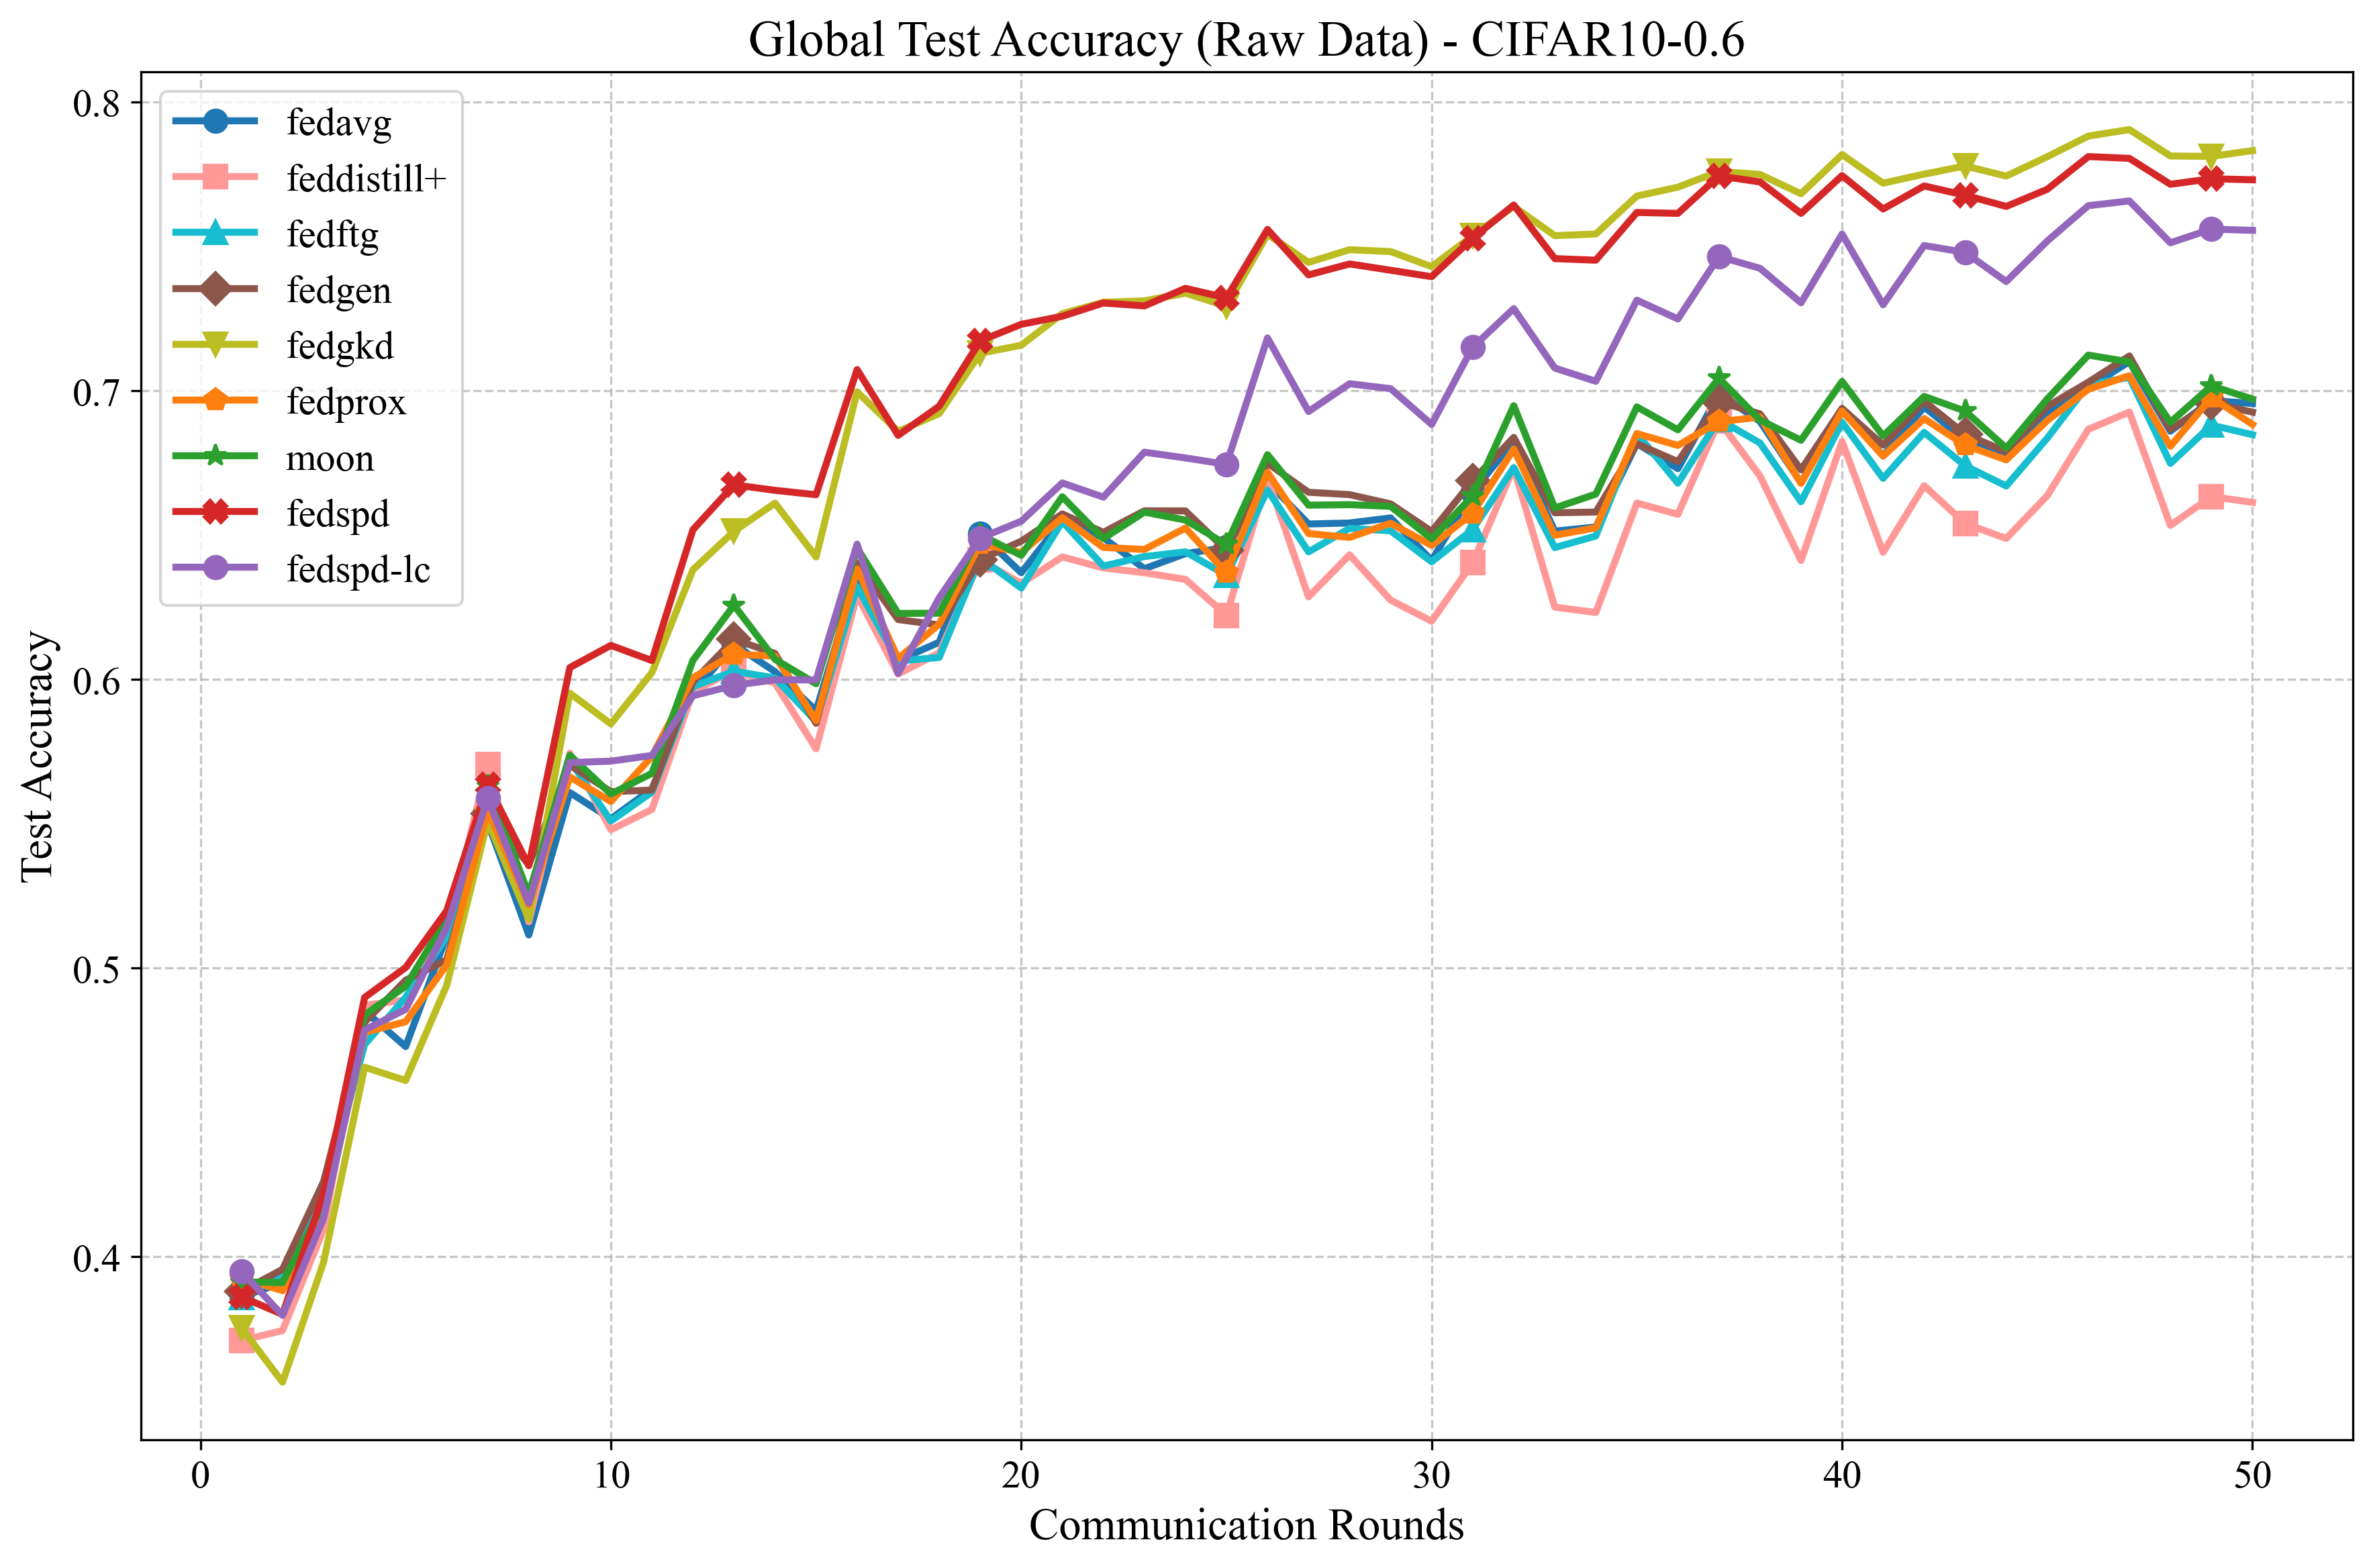 Global Test Accuracy (Raw Data) - CIFAR10-0.6
fedavg
feddistill+
fedftg
fedgen
fedgkd
fedprox
moon
fedspd
fedspd-lc
Test Accuracy
0.8
0.7
0.6
0.5
0.4
0 10 20 30 40 50
Communication Rounds